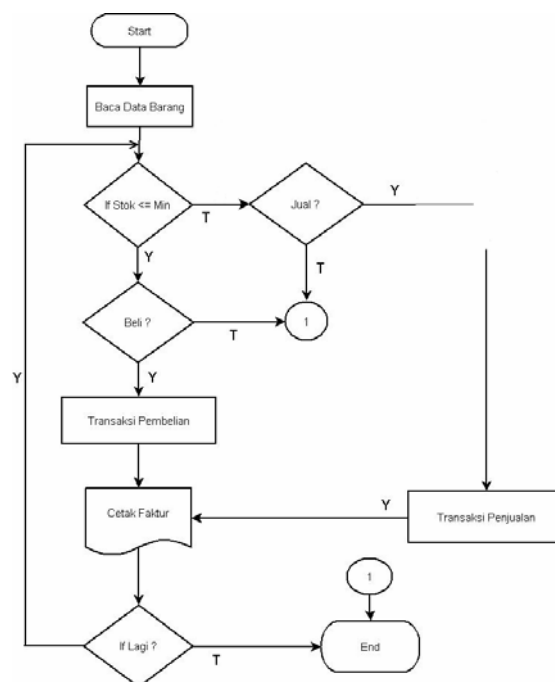 Start
Baca Data Barang
If Stok <= Min
T
Jual ?
Y
Y
T
Beli ?
T
1
Y
Y
Transaksi Pembelian
Cetak Faktur
Y
Transaksi Penjualan
1
If Lagi ?
T
End